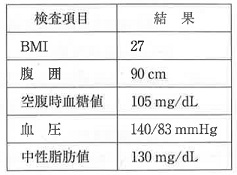 検査項目 結果
BMI 27
腹囲 90 cm
空腹時血糖値 105 mg/dL
血圧 140/83 mmHg
中性脂肪値 130 mg/dL